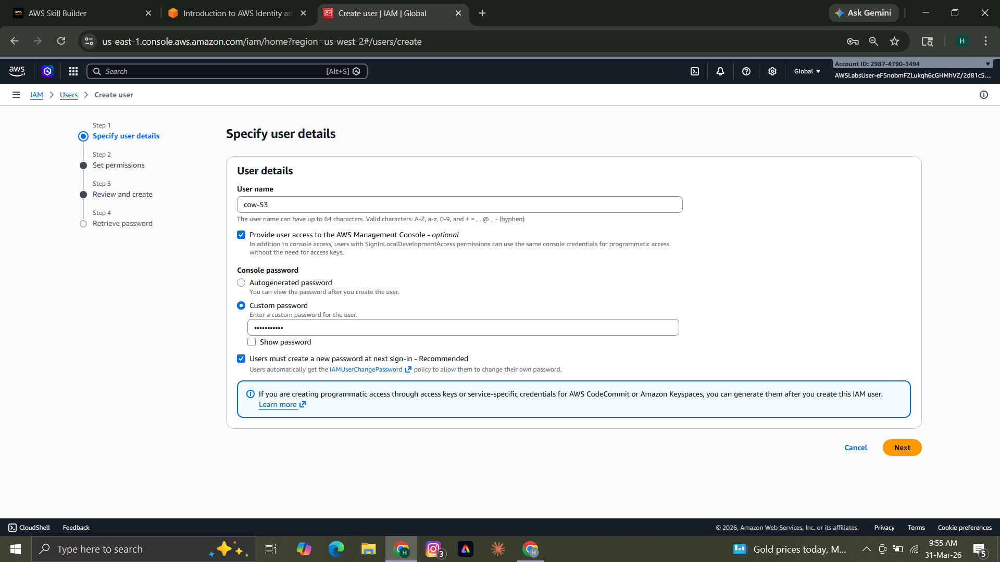 AWS Skill Builder
Introduction to AWS Identity an
Create user | IAM | Global
Ask Gemini
us-east-1.console.aws.amazon.com/iam/home?region=us-west-2#/users/create
H
aws
Search
[Alt+S]
Global
Account ID: 2987-4790-3494
AWSLabsUser-eF5nobmFZLukqh6cGHMhVZ/2d81c5...
IAM
Users
Create user
Step 1
Specify user details
Step 2
Set permissions
Step 3
Review and create
Step 4
Retrieve password
Specify user details
User details
User name
cow-S3
The user name can have up to 64 characters. Valid characters: A-Z, a-z, 0-9, and + = , . @ _ - (hyphen)
Provide user access to the AWS Management Console - optional
In addition to console access, users with SignInLocalDevelopmentAccess permissions can use the same console credentials for programmatic access
without the need for access keys.
Console password
Autogenerated password
You can view the password after you create the user.
Custom password
Enter a custom password for the user.
•••••••••••
Show password
Users must create a new password at next sign-in - Recommended
Users automatically get the IAMUserChangePassword policy to allow them to change their own password.
If you are creating programmatic access through access keys or service-specific credentials for AWS CodeCommit or Amazon Keyspaces, you can generate them after you create this IAM user.
Learn more
Cancel
Next
CloudShell
Feedback
© 2026, Amazon Web Services, Inc. or its affiliates.
Privacy
Terms
Cookie preferences
Type here to search
H
3
H
Gold prices today, M...
9:55 AM
31-Mar-26
5